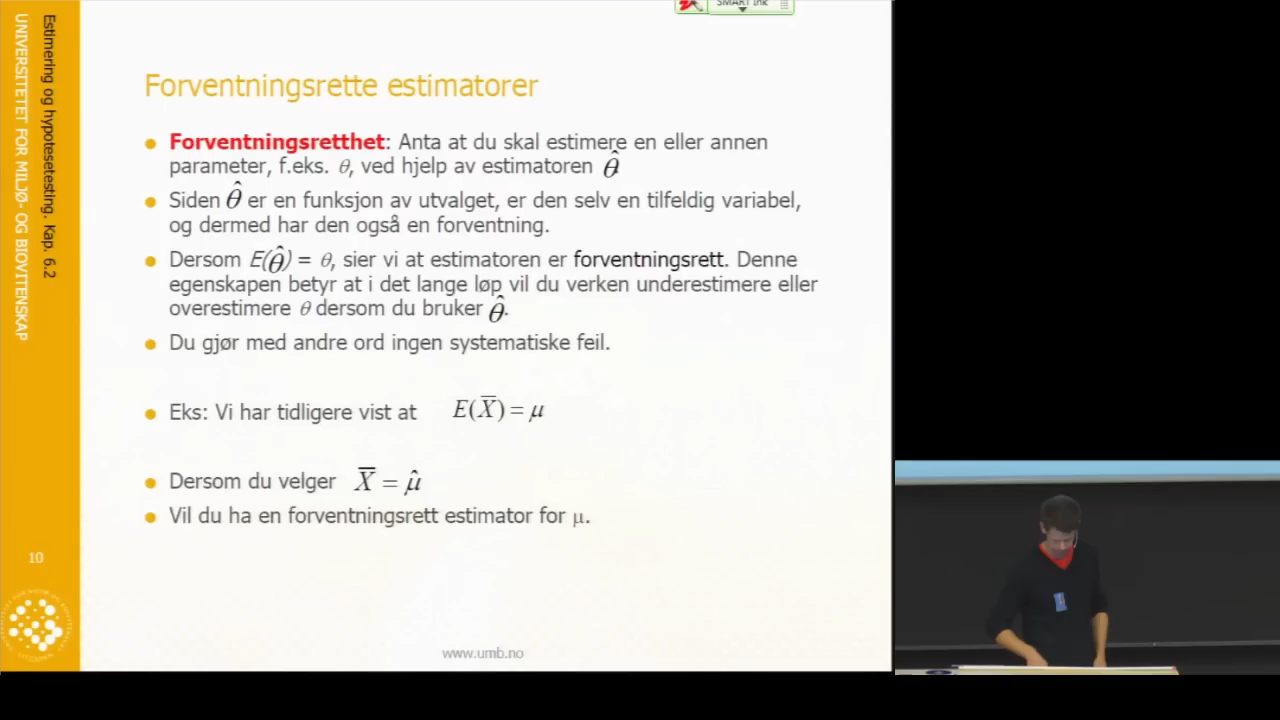 SMART Ink
Estimering og hypotesetesting. Kap. 6.2
UNIVERSITETET FOR MILJØ- OG BIOVITENSKAP
Forventningsrette estimatorer
Forventningsretthet: Anta at du skal estimere en eller annen
parameter, f.eks. θ, ved hjelp av estimatoren θ̂
Siden θ̂ er en funksjon av utvalget, er den selv en tilfeldig variabel,
og dermed har den også en forventning.
Dersom E(θ̂) = θ, sier vi at estimatoren er forventningsrett. Denne
egenskapen betyr at i det lange løp vil du verken underestimere eller
overestimere θ dersom du bruker θ̂.
Du gjør med andre ord ingen systematiske feil.
Eks: Vi har tidligere vist at E(X̅) = μ
Dersom du velger X̅ = μ̂
Vil du ha en forventningsrett estimator for μ.
10
www.umb.no